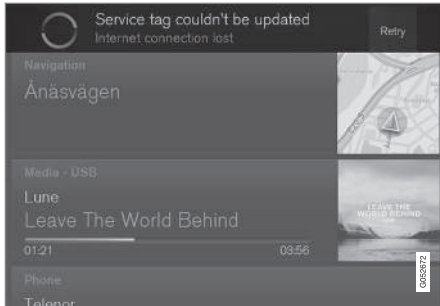 Service tag couldn't be updated
Internet connection lost
Retry
Navigation
Ånäsvägen
Media - USB
Lune
Leave The World Behind
01:21
03:56
LEAVE THE
WORLD BEHIND
Phone
Telenor
G052672